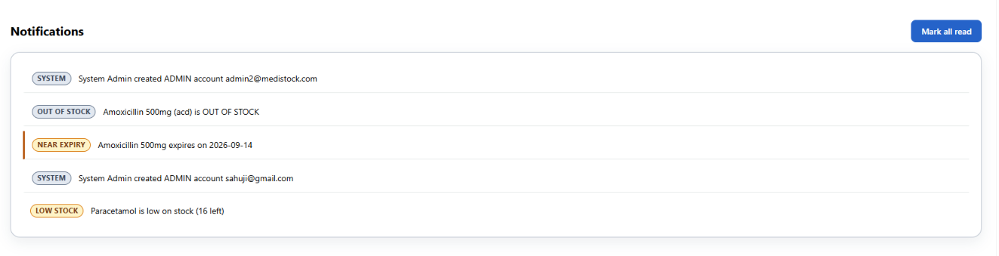 Notifications
Mark all read
SYSTEM System Admin created ADMIN account admin2@medistock.com
OUT OF STOCK Amoxicillin 500mg (acd) is OUT OF STOCK
NEAR EXPIRY Amoxicillin 500mg expires on 2026-09-14
SYSTEM System Admin created ADMIN account sahuji@gmail.com
LOW STOCK Paracetamol is low on stock (16 left)